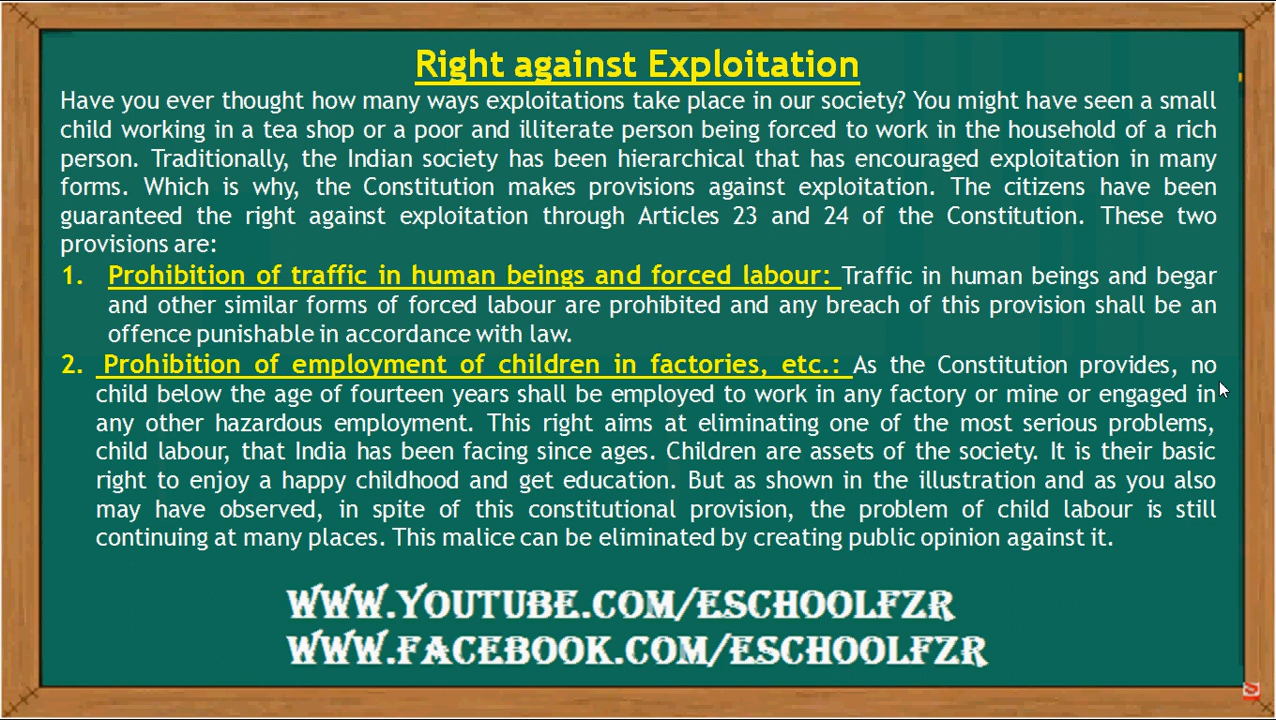 Right against Exploitation
Have you ever thought how many ways exploitations take place in our society? You might have seen a small
child working in a tea shop or a poor and illiterate person being forced to work in the household of a rich
person. Traditionally, the Indian society has been hierarchical that has encouraged exploitation in many
forms. Which is why, the Constitution makes provisions against exploitation. The citizens have been
guaranteed the right against exploitation through Articles 23 and 24 of the Constitution. These two
provisions are:
1. Prohibition of traffic in human beings and forced labour: Traffic in human beings and begar
and other similar forms of forced labour are prohibited and any breach of this provision shall be an
offence punishable in accordance with law.
2. Prohibition of employment of children in factories, etc.: As the Constitution provides, no
child below the age of fourteen years shall be employed to work in any factory or mine or engaged in
any other hazardous employment. This right aims at eliminating one of the most serious problems,
child labour, that India has been facing since ages. Children are assets of the society. It is their basic
right to enjoy a happy childhood and get education. But as shown in the illustration and as you also
may have observed, in spite of this constitutional provision, the problem of child labour is still
continuing at many places. This malice can be eliminated by creating public opinion against it.
WWW.YOUTUBE.COM/ESCHOOLFZR
WWW.FACEBOOK.COM/ESCHOOLFZR
S